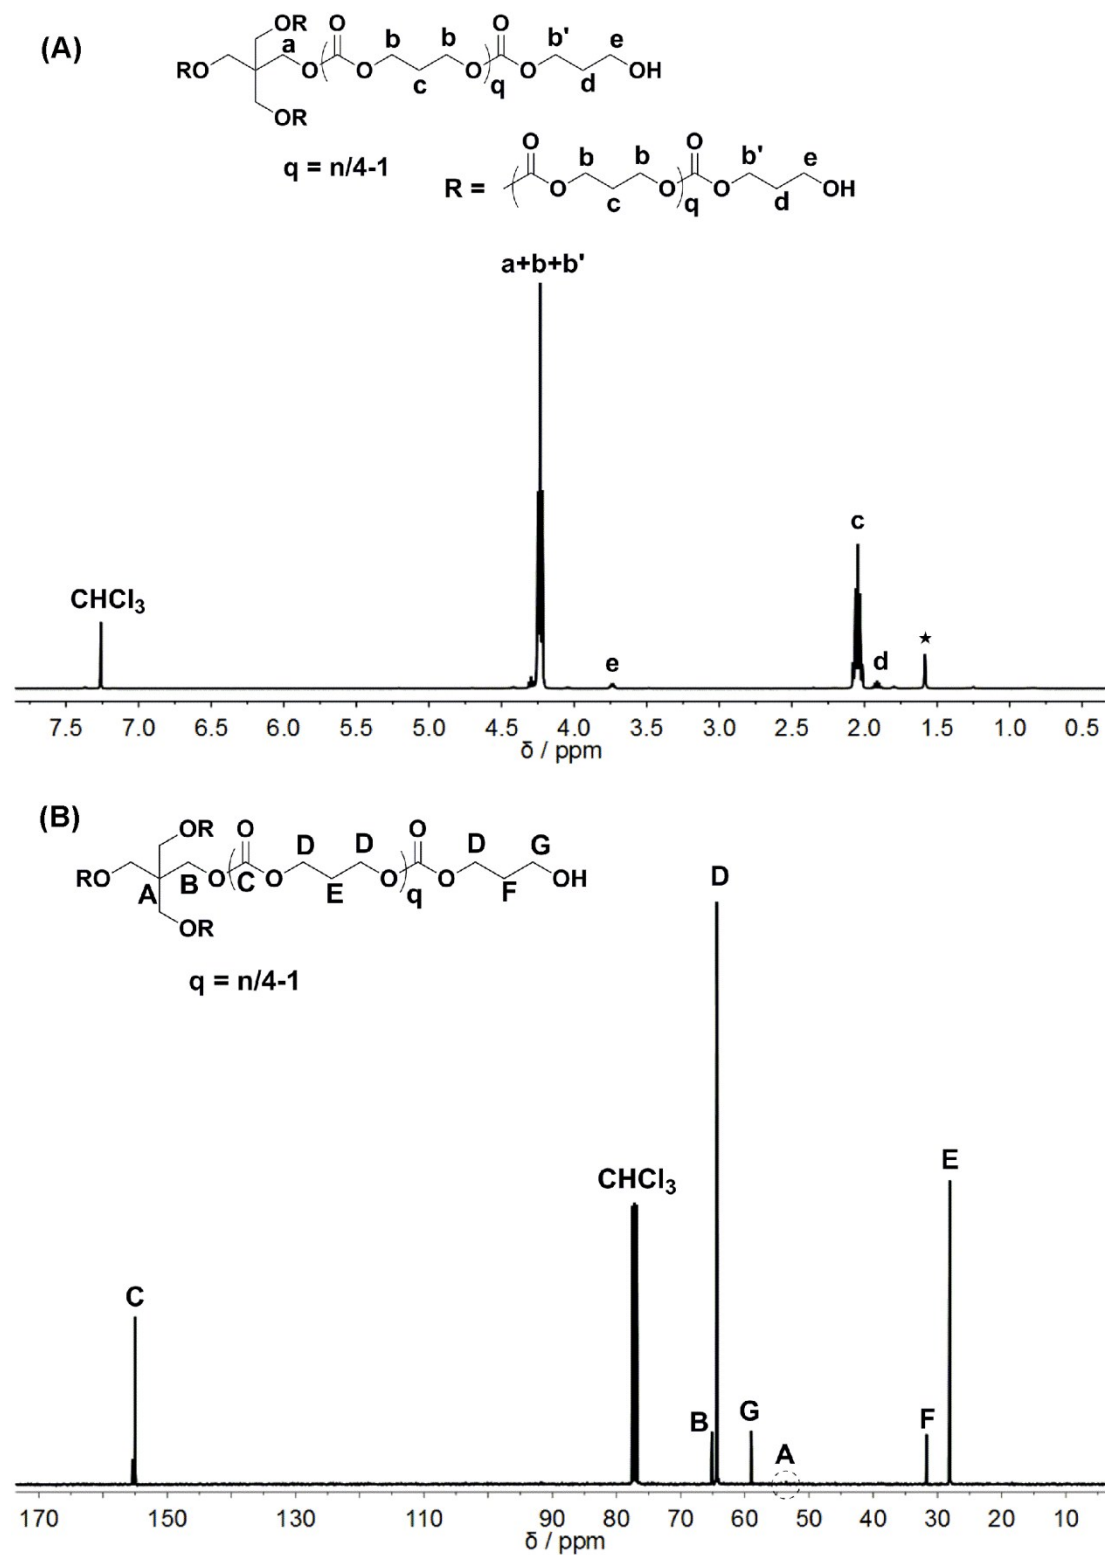 (A)
OR
O
O
a
b
b
b'
e
RO
O
O
O
O
OH
c
q
d
OR
q = n/4-1
O
O
b
b
b'
e
R =
O
O
O
OH
c
q
d
a+b+b'
c
CHCl₃
★
e
d
7.5 7.0 6.5 6.0 5.5 5.0 4.5 4.0 3.5 3.0 2.5 2.0 1.5 1.0 0.5
δ / ppm
(B)
OR
O
O
D
D
D
G
RO
A
B
O
C
O
E
O
q
O
F
OH
OR
q = n/4-1
D
CHCl₃
E
C
B
G
A
F
170 150 130 110 90 80 70 60 50 40 30 20 10
δ / ppm